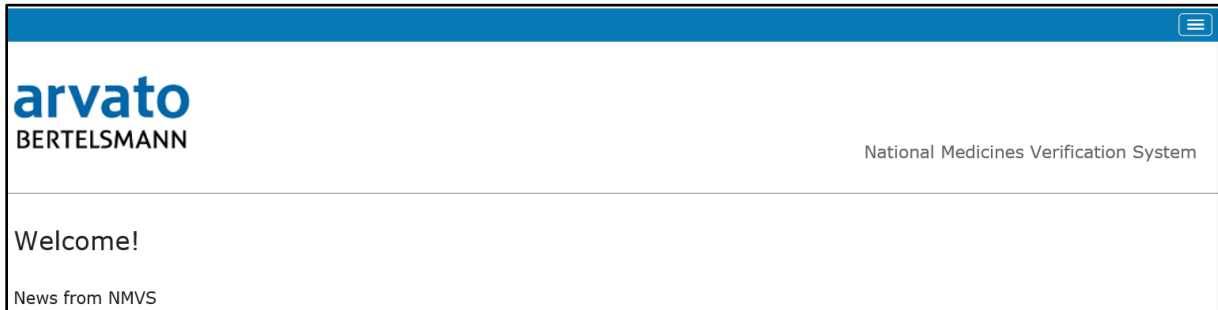 arvato
BERTELSMANN
National Medicines Verification System
Welcome!
News from NMVS